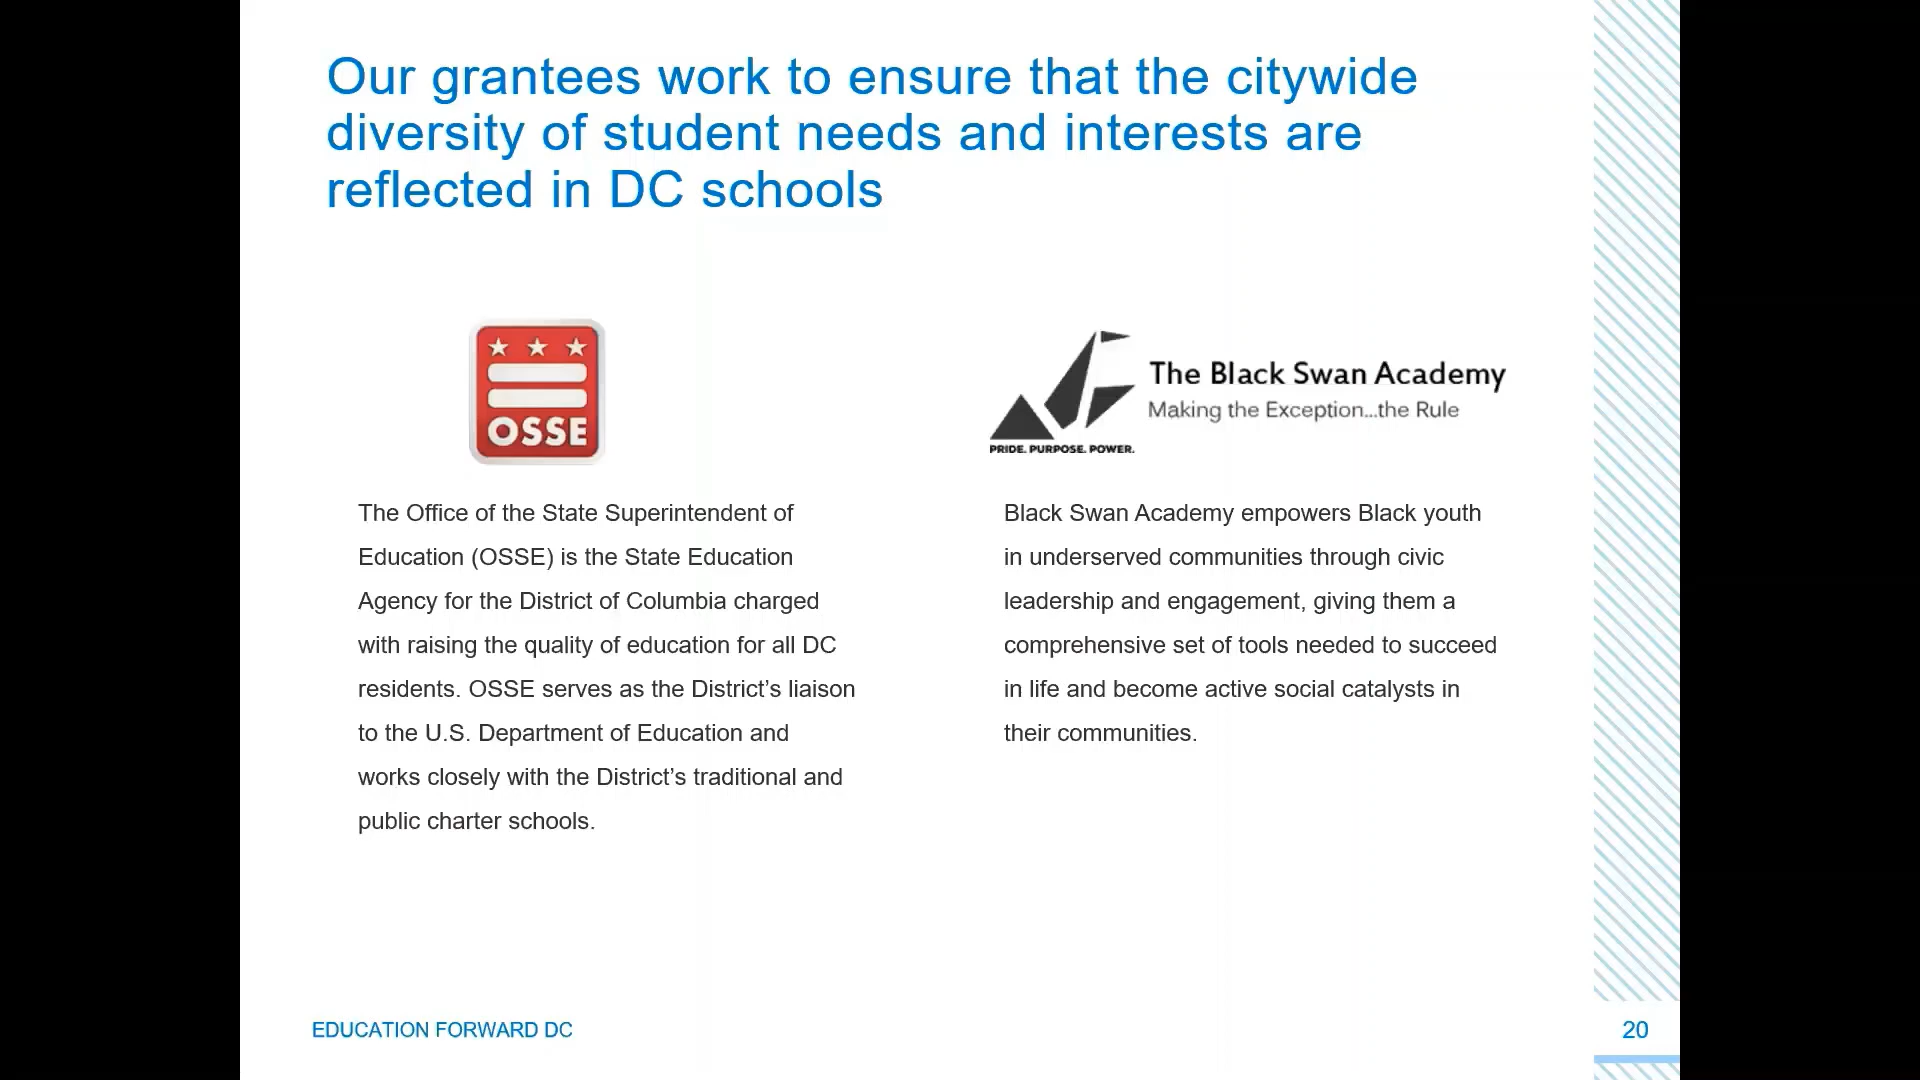 Our grantees work to ensure that the citywide
diversity of student needs and interests are
reflected in DC schools
OSSE
The Office of the State Superintendent of
Education (OSSE) is the State Education
Agency for the District of Columbia charged
with raising the quality of education for all DC
residents. OSSE serves as the District’s liaison
to the U.S. Department of Education and
works closely with the District’s traditional and
public charter schools.
The Black Swan Academy
Making the Exception...the Rule
PRIDE. PURPOSE. POWER.
Black Swan Academy empowers Black youth
in underserved communities through civic
leadership and engagement, giving them a
comprehensive set of tools needed to succeed
in life and become active social catalysts in
their communities.
EDUCATION FORWARD DC
20